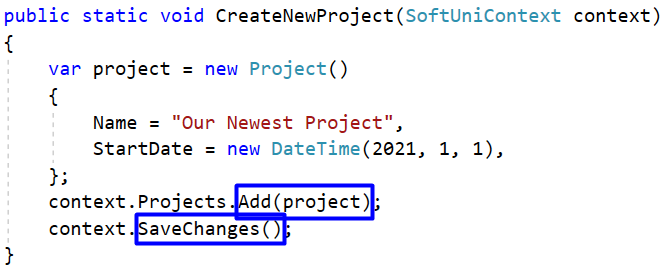 public static void CreateNewProject(SoftUniContext context)
{
    var project = new Project()
    {
        Name = "Our Newest Project",
        StartDate = new DateTime(2021, 1, 1),
    };
    context.Projects.Add(project);
    context.SaveChanges();
}